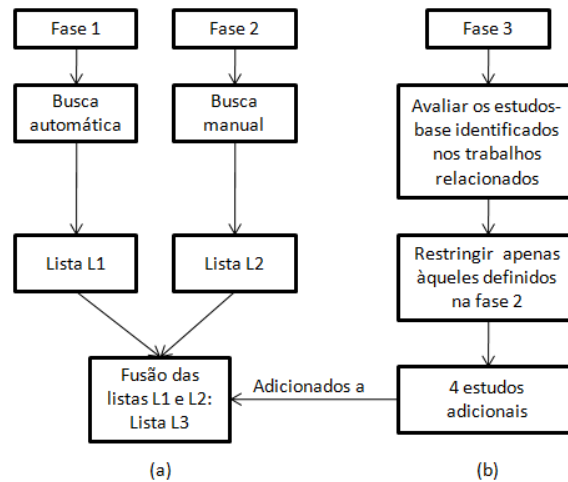 Fase 1
Fase 2
Fase 3
Busca
automática
Busca
manual
Avaliar os estudos-
base identificados
nos trabalhos
relacionados
Lista L1
Lista L2
Restringir apenas
àqueles definidos
na fase 2
Fusão das
listas L1 e L2:
Lista L3
Adicionados a
4 estudos
adicionais
(a)
(b)